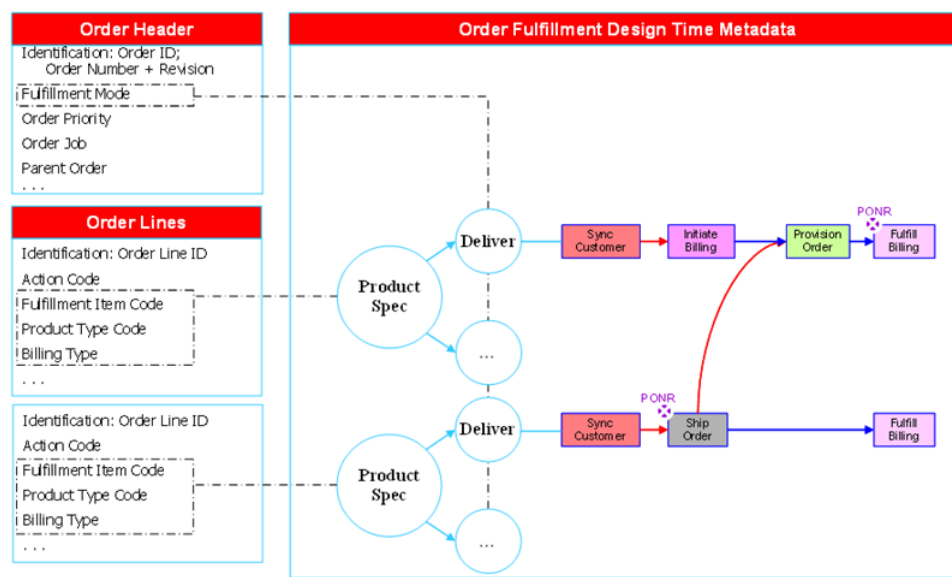 Order Header
Identification: Order ID;
Order Number + Revision
Fulfillment Mode
Order Priority
Order Job
Parent Order
. . .
Order Lines
Identification: Order Line ID
Action Code
Fulfillment Item Code
Product Type Code
Billing Type
. . .
Identification: Order Line ID
Action Code
Fulfillment Item Code
Product Type Code
Billing Type
. . .
Order Fulfillment Design Time Metadata
Product
Spec
Deliver
...
Sync
Customer
Initiate
Billing
Provision
Order
PONR
Fulfill
Billing
Product
Spec
Deliver
...
Sync
Customer
PONR
Ship
Order
Fulfill
Billing